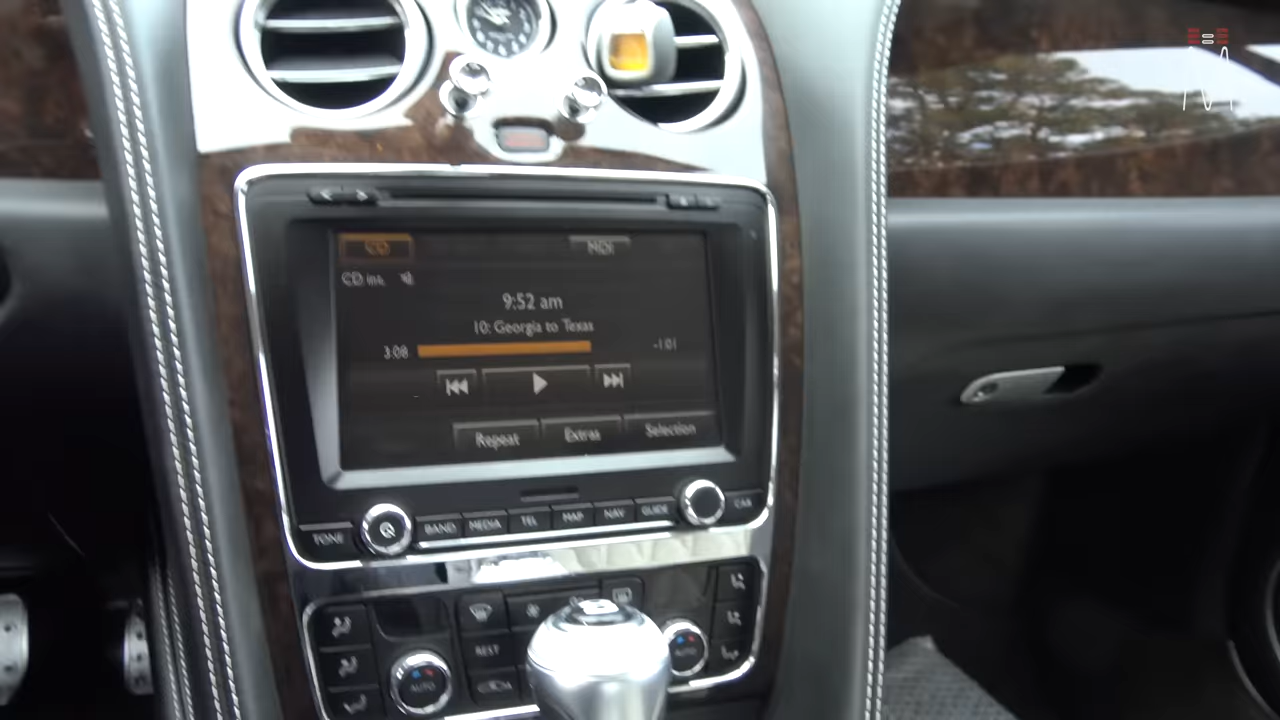 CD
MDI
CD int.
9:52 am
10: Georgia to Texas
3:08
-1:01
Repeat
Extras
Selection
TONE
BAND
MEDIA
TEL
MAP
NAV
GUIDE
CAR
REST
AUTO
AUTO